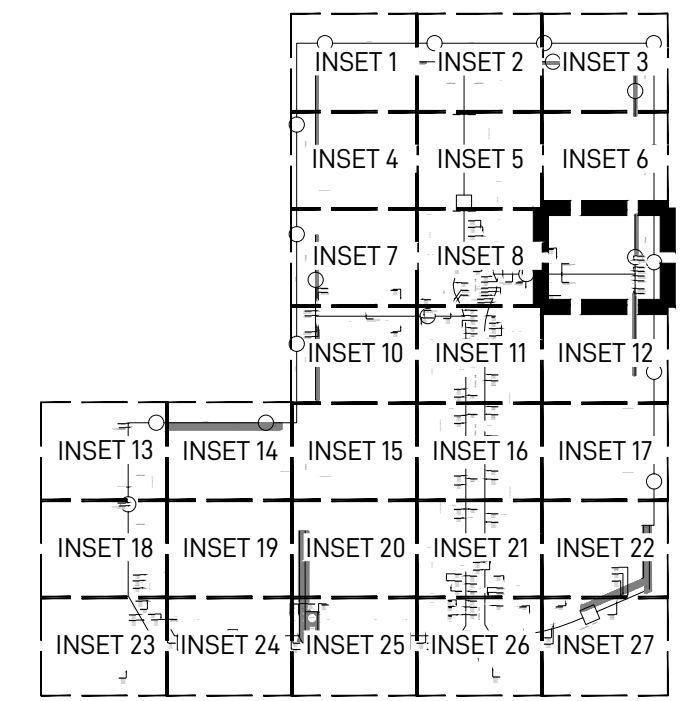 INSET 1 INSET 2 INSET 3
INSET 4 INSET 5 INSET 6
INSET 7 INSET 8
INSET 10 INSET 11 INSET 12
INSET 13 INSET 14 INSET 15 INSET 16 INSET 17
INSET 18 INSET 19 INSET 20 INSET 21 INSET 22
INSET 23 INSET 24 INSET 25 INSET 26 INSET 27